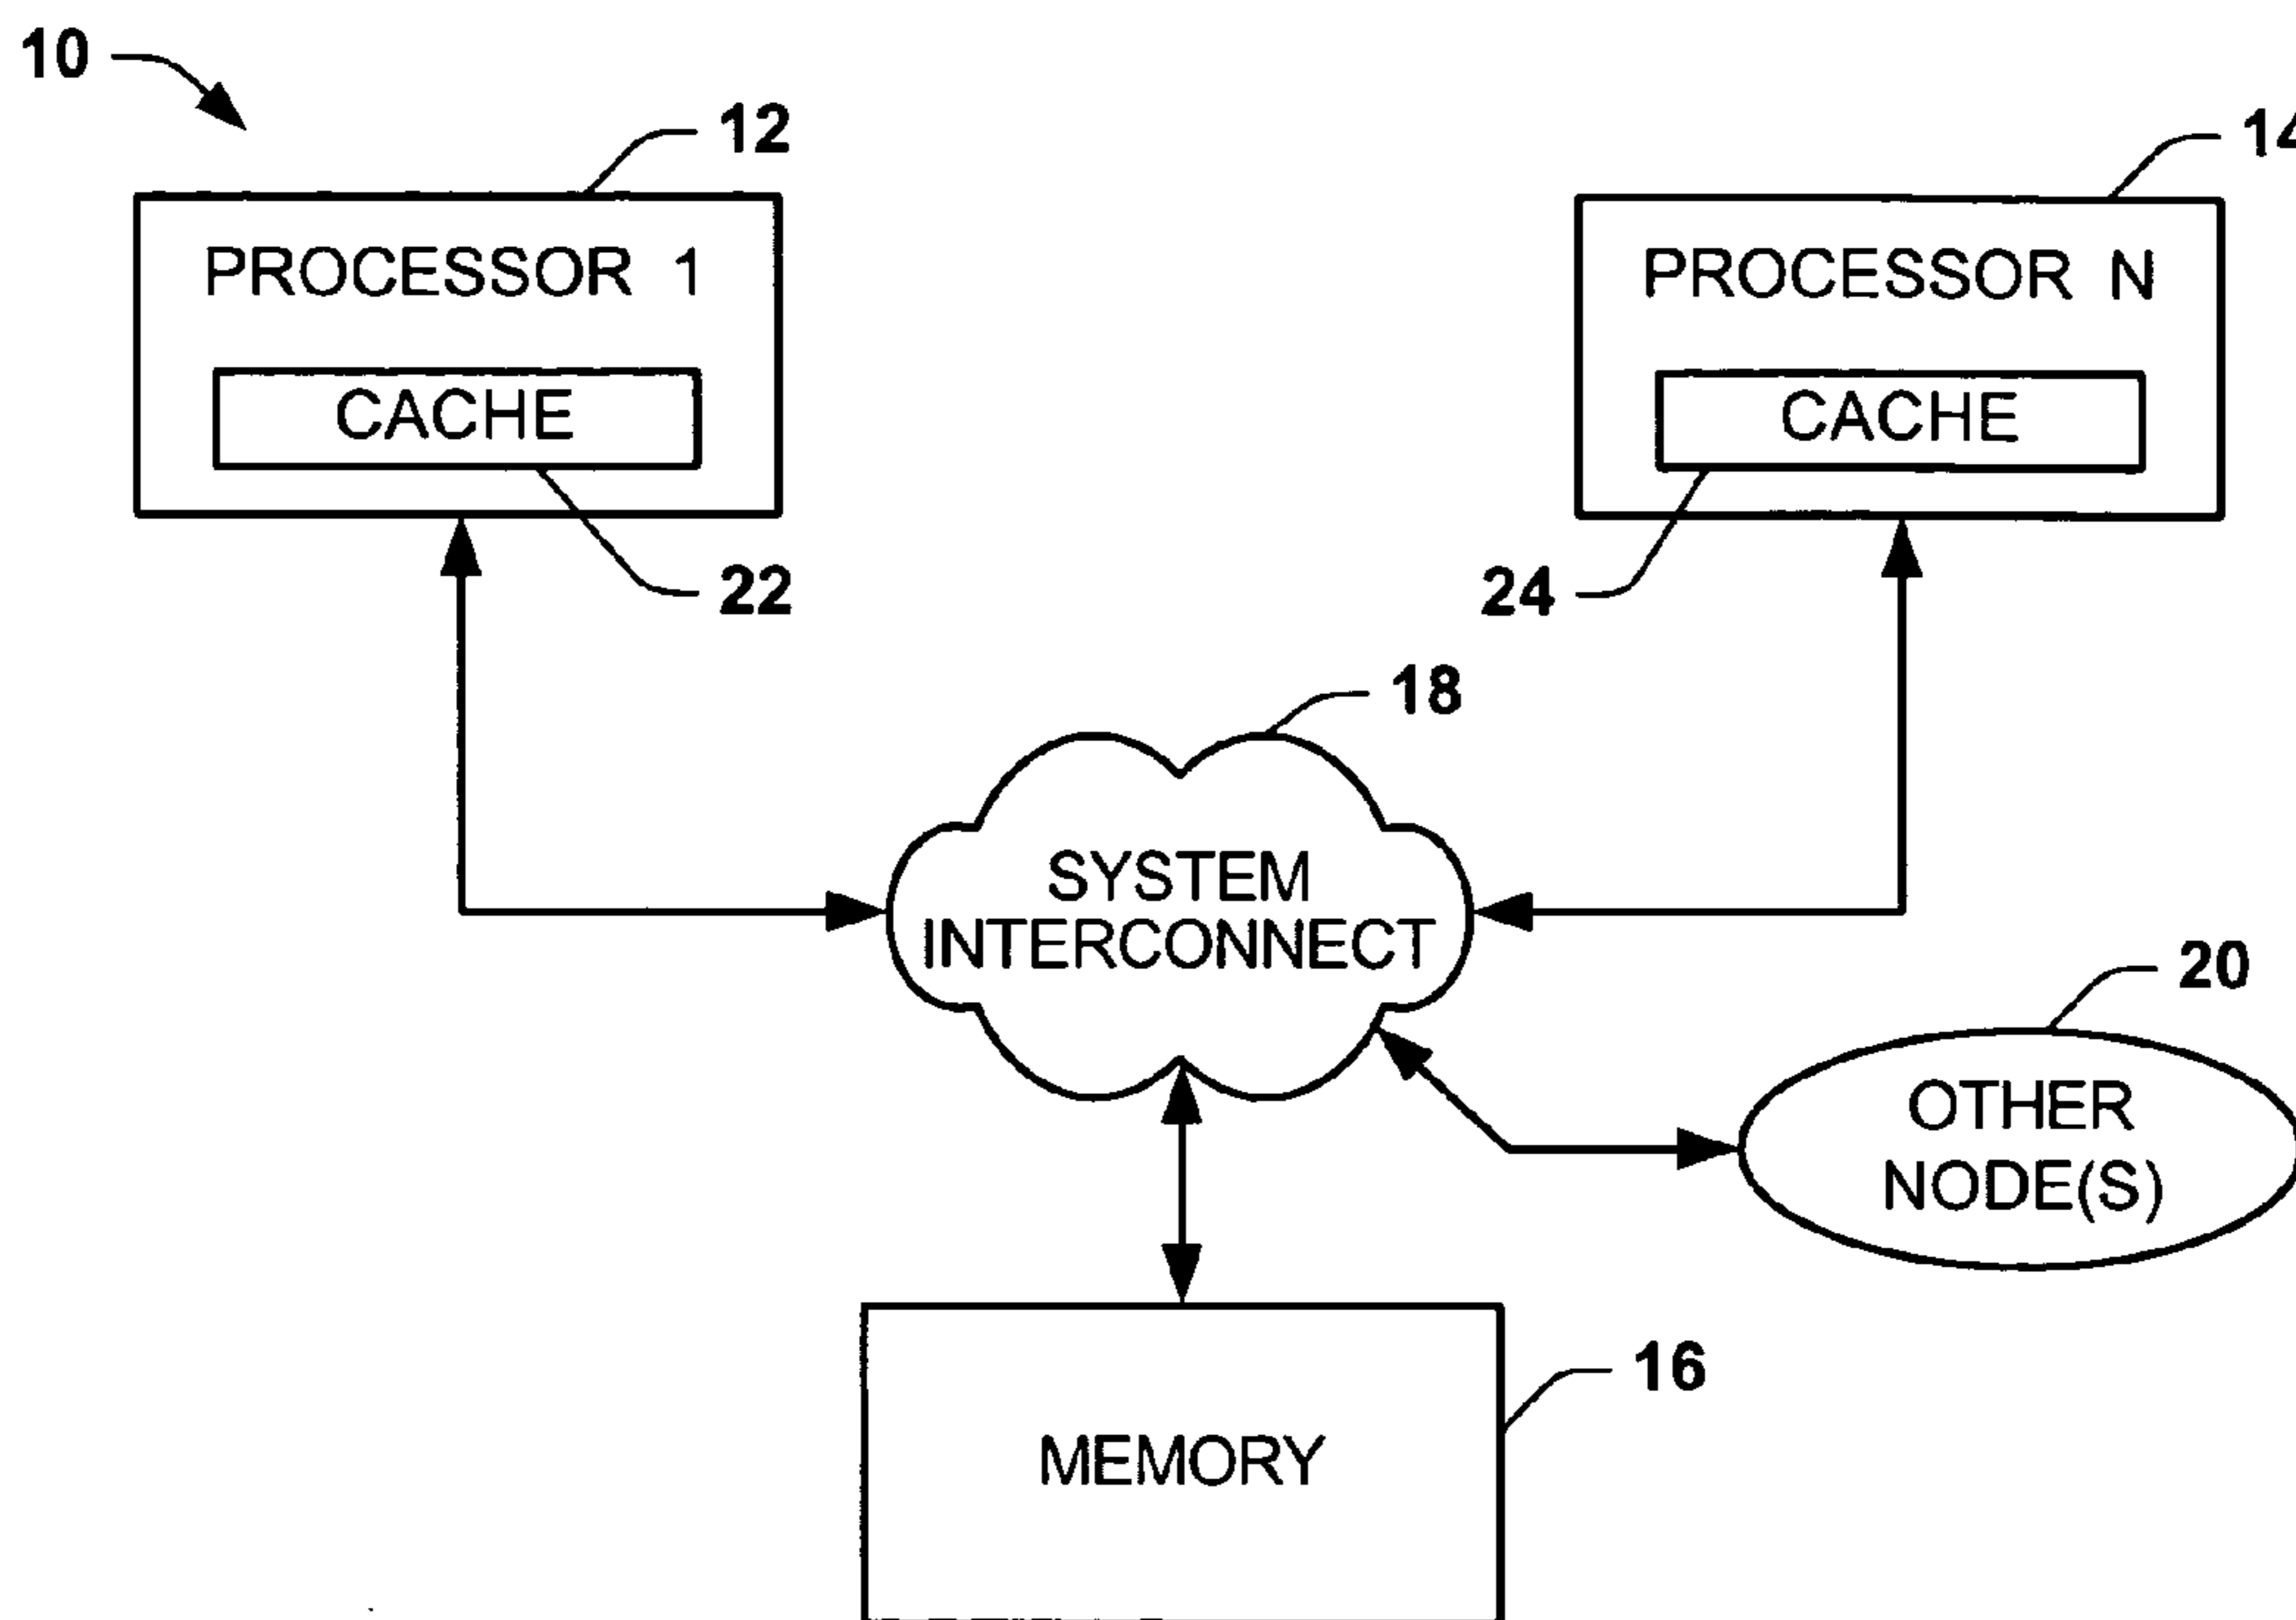 10
12
14
PROCESSOR 1
PROCESSOR N
CACHE
CACHE
22
24
18
SYSTEM
INTERCONNECT
20
OTHER
NODE(S)
16
MEMORY